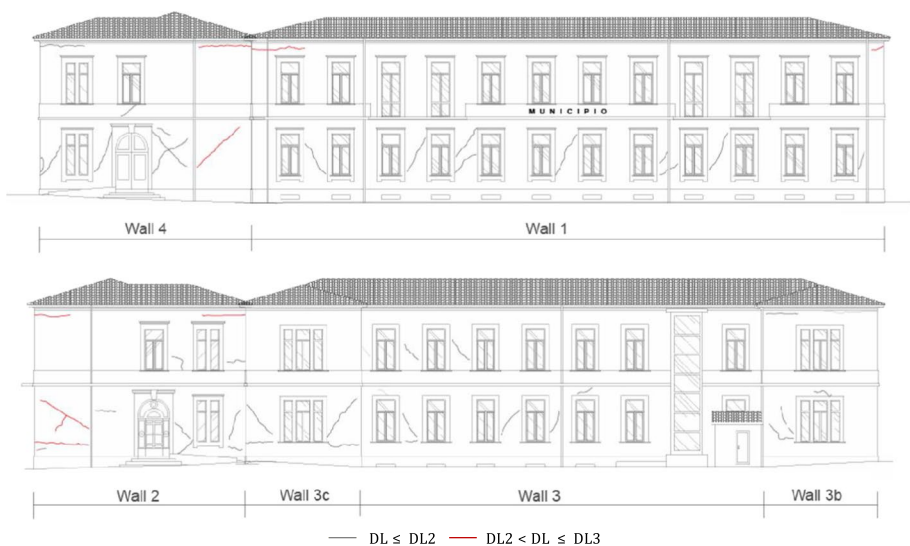 MUNICIPIO
Wall 4 Wall 1
Wall 2 Wall 3c Wall 3 Wall 3b
DL ≤ DL2 DL2 < DL ≤ DL3